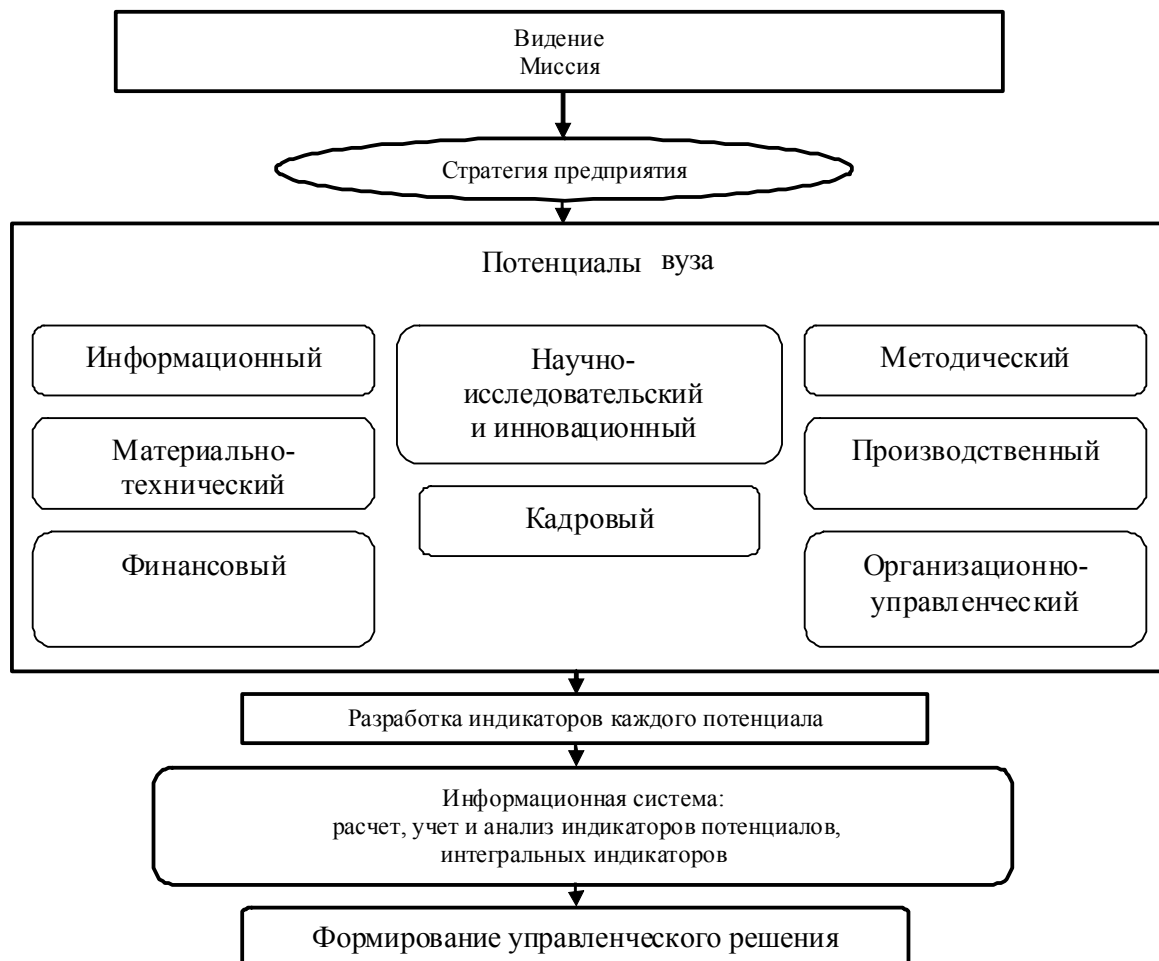 Видение
Миссия
Стратегия предприятия
Потенциалы вуза
Информационный
Материально-
технический
Финансовый
Научно-
исследовательский
и инновационный
Кадровый
Методический
Производственный
Организационно-
управленческий
Разработка индикаторов каждого потенциала
Информационная система:
расчет, учет и анализ индикаторов потенциалов,
интегральных индикаторов
Формирование управленческого решения